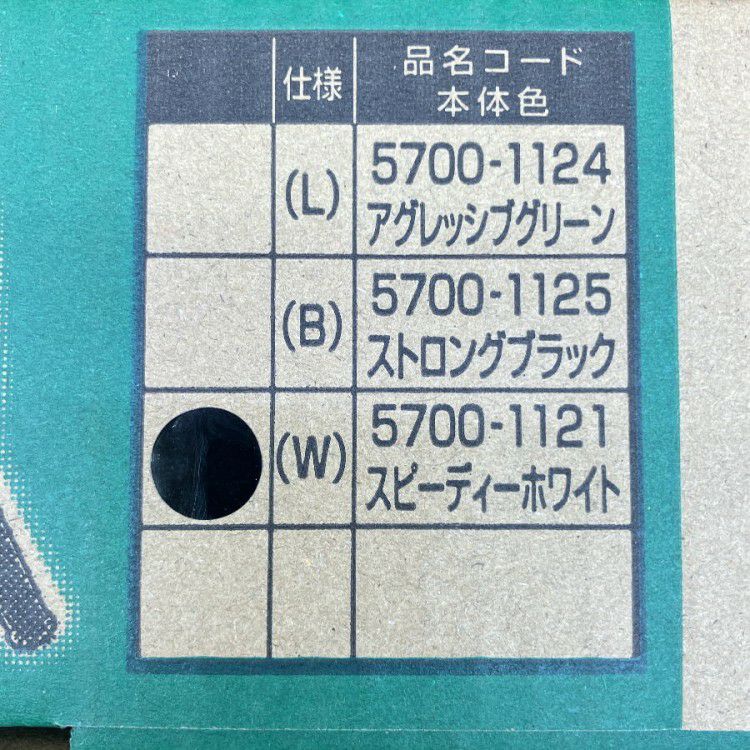 仕様
品名コード
本体色
(L)
5700-1124
アグレッシブグリーン
(B)
5700-1125
ストロングブラック
(W)
5700-1121
スピーディーホワイト